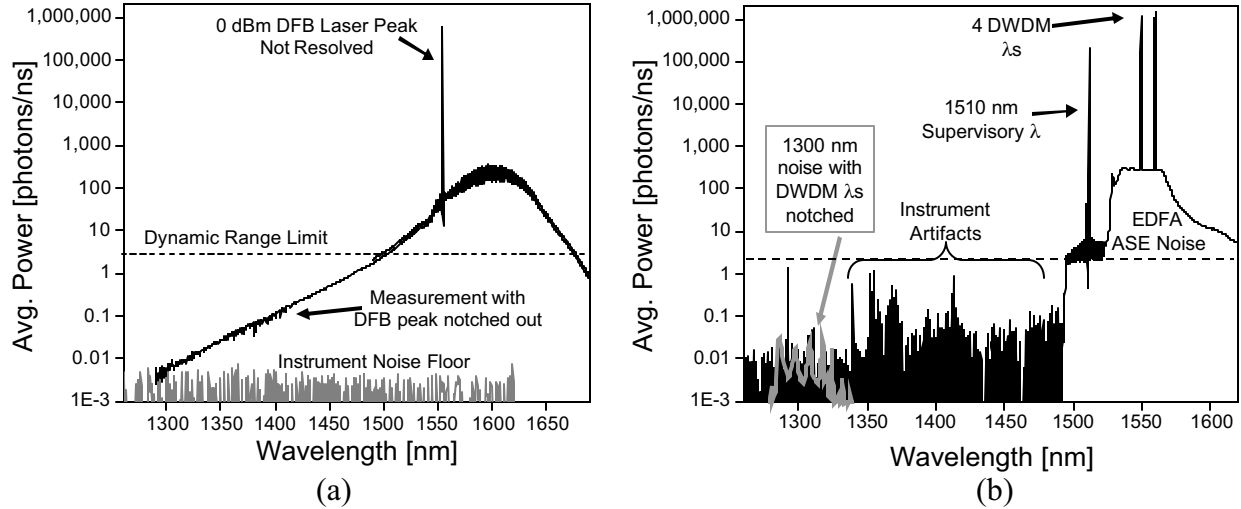 Avg. Power [photons/ns]
1,000,000
100,000
10,000
1,000
100
10
1
0.1
0.01
1E-3
0 dBm DFB Laser Peak
Not Resolved
Dynamic Range Limit
Measurement with
DFB peak notched out
Instrument Noise Floor
1300 1350 1400 1450 1500 1550 1600 1650
Wavelength [nm]
(a)
Avg. Power [photons/ns]
1,000,000
100,000
10,000
1,000
100
10
1
0.1
0.01
1E-3
4 DWDM
λs
1510 nm
Supervisory λ
1300 nm
noise with
DWDM λs
notched
Instrument
Artifacts
EDFA
ASE Noise
1300 1350 1400 1450 1500 1550 1600
Wavelength [nm]
(b)